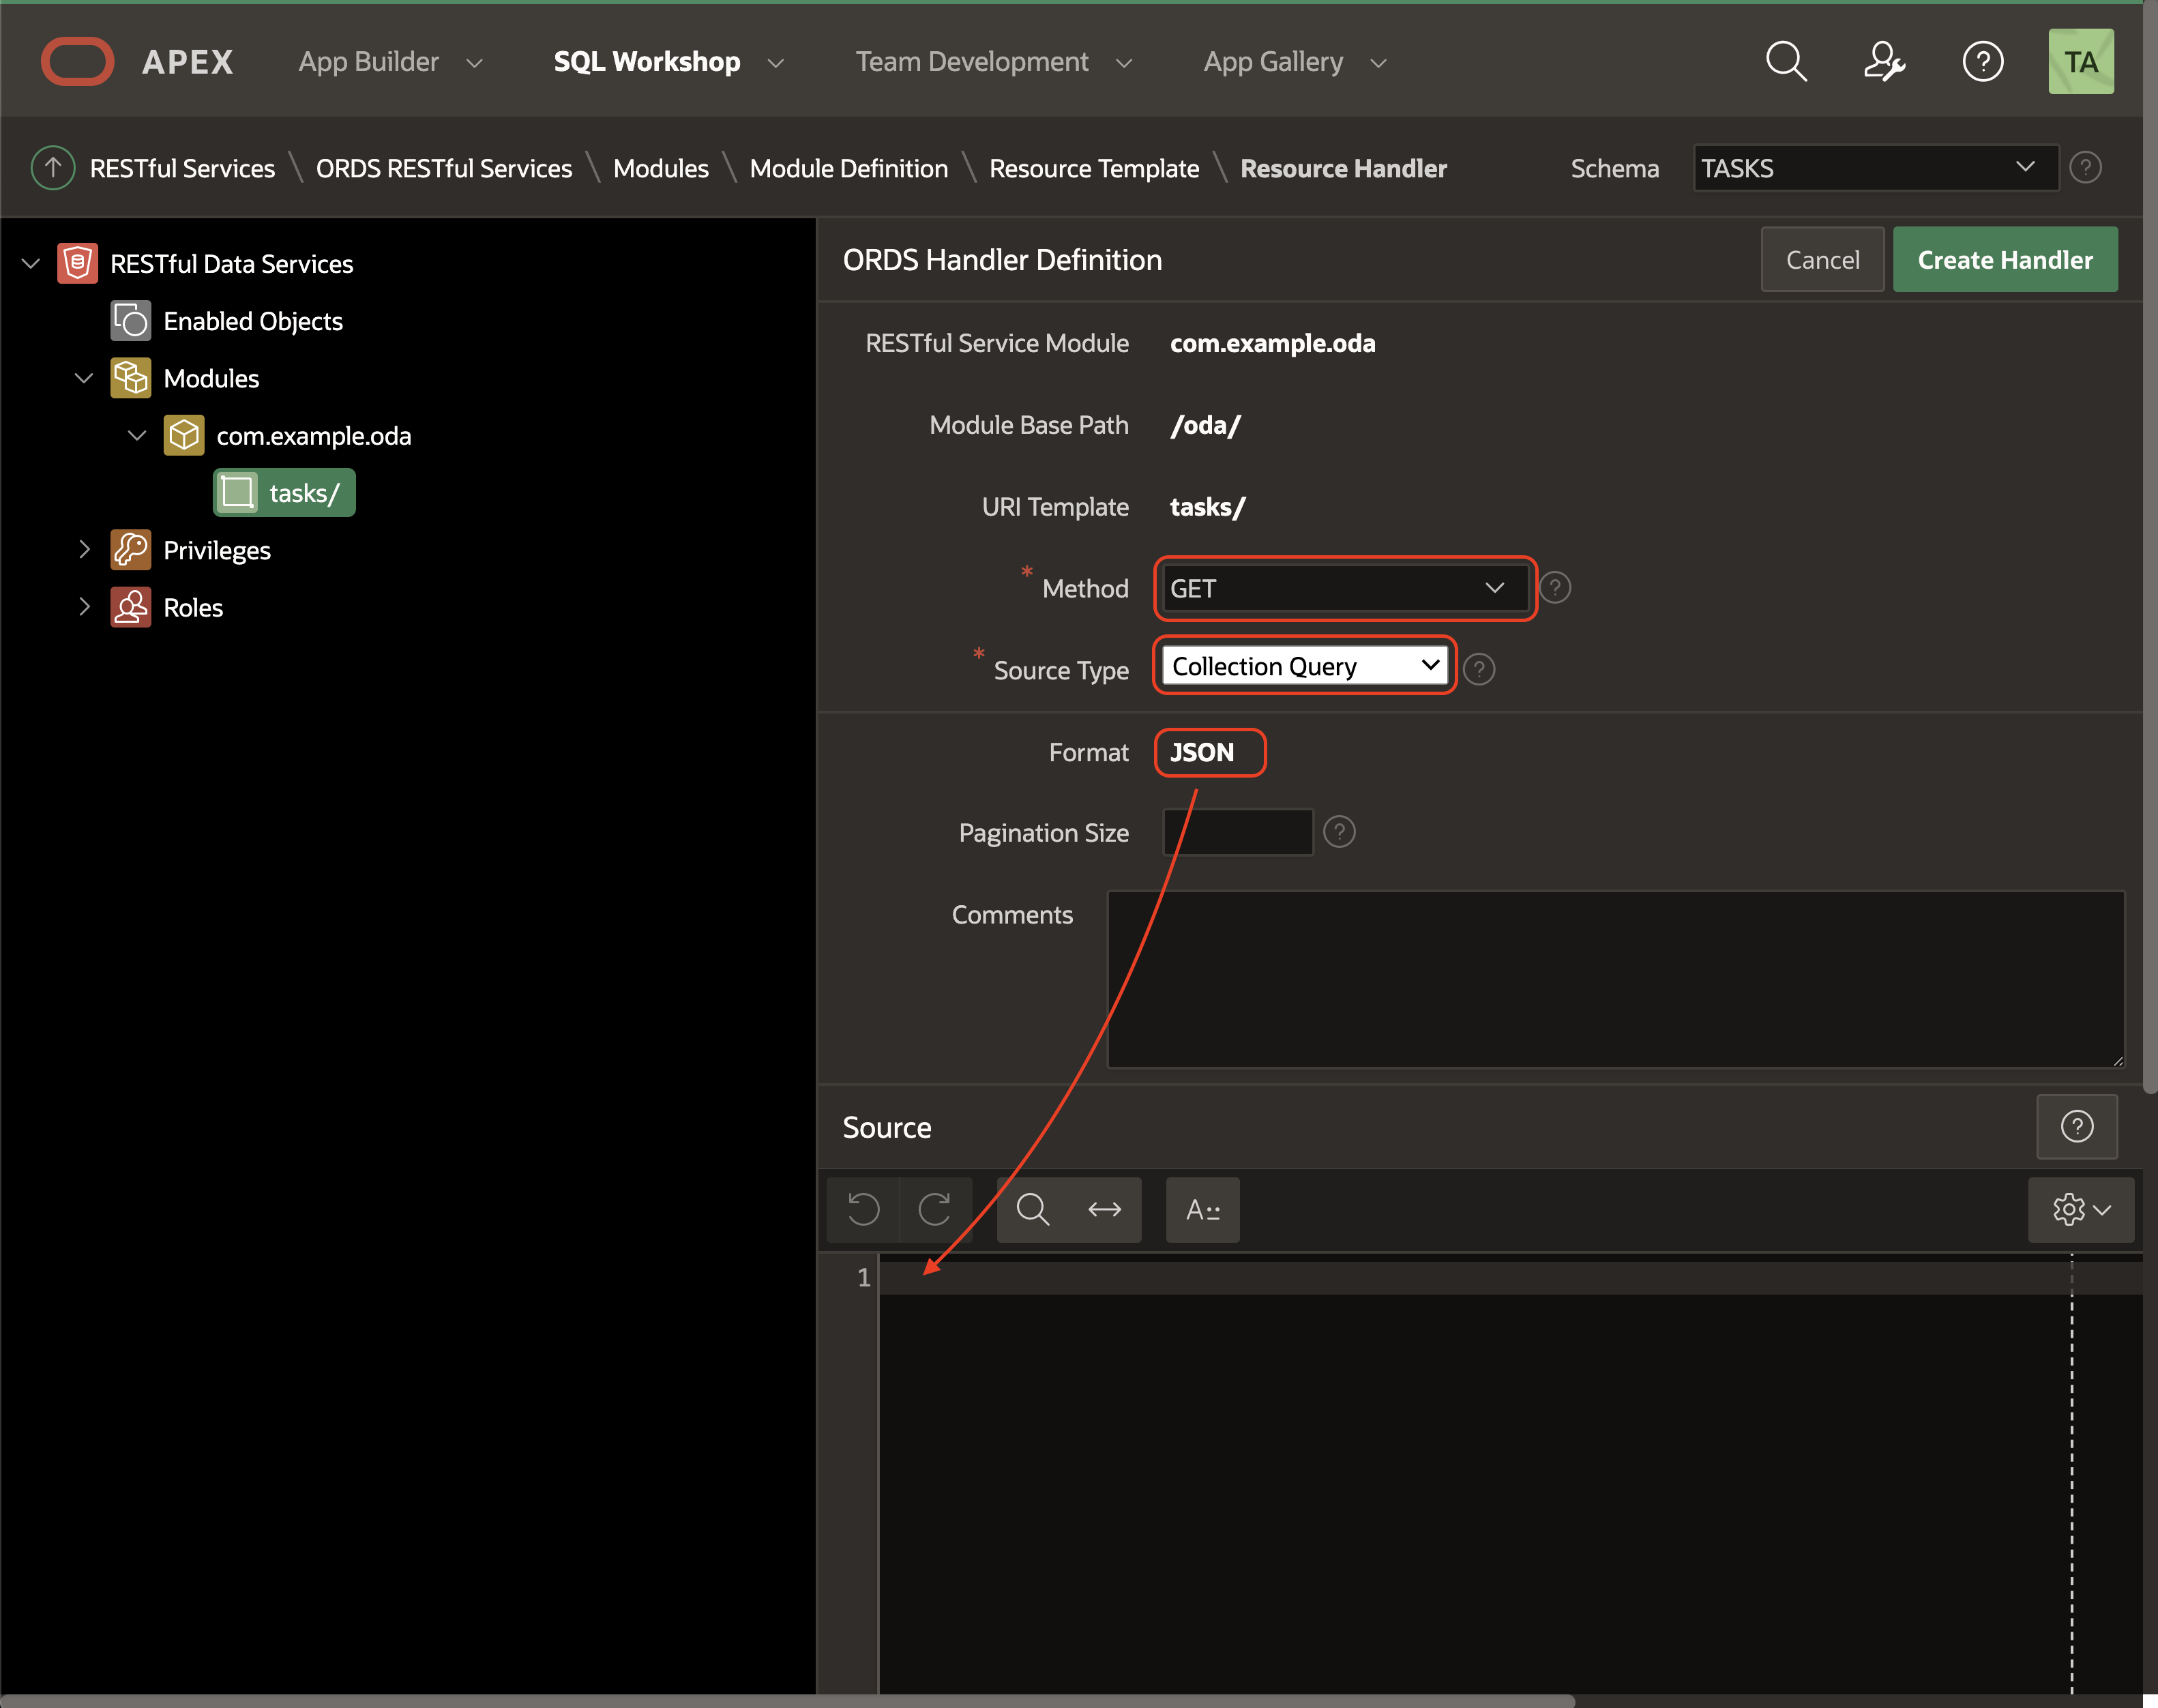 APEX App Builder SQL Workshop Team Development App Gallery ? TA
RESTful Services \ ORDS RESTful Services \ Modules \ Module Definition \ Resource Template \ Resource Handler Schema TASKS ?
RESTful Data Services
Enabled Objects
Modules
com.example.oda
tasks/
Privileges
Roles
ORDS Handler Definition Cancel Create Handler
RESTful Service Module com.example.oda
Module Base Path /oda/
URI Template tasks/
* Method GET ?
* Source Type Collection Query ?
Format JSON
Pagination Size ?
Comments
Source ?
A::
1